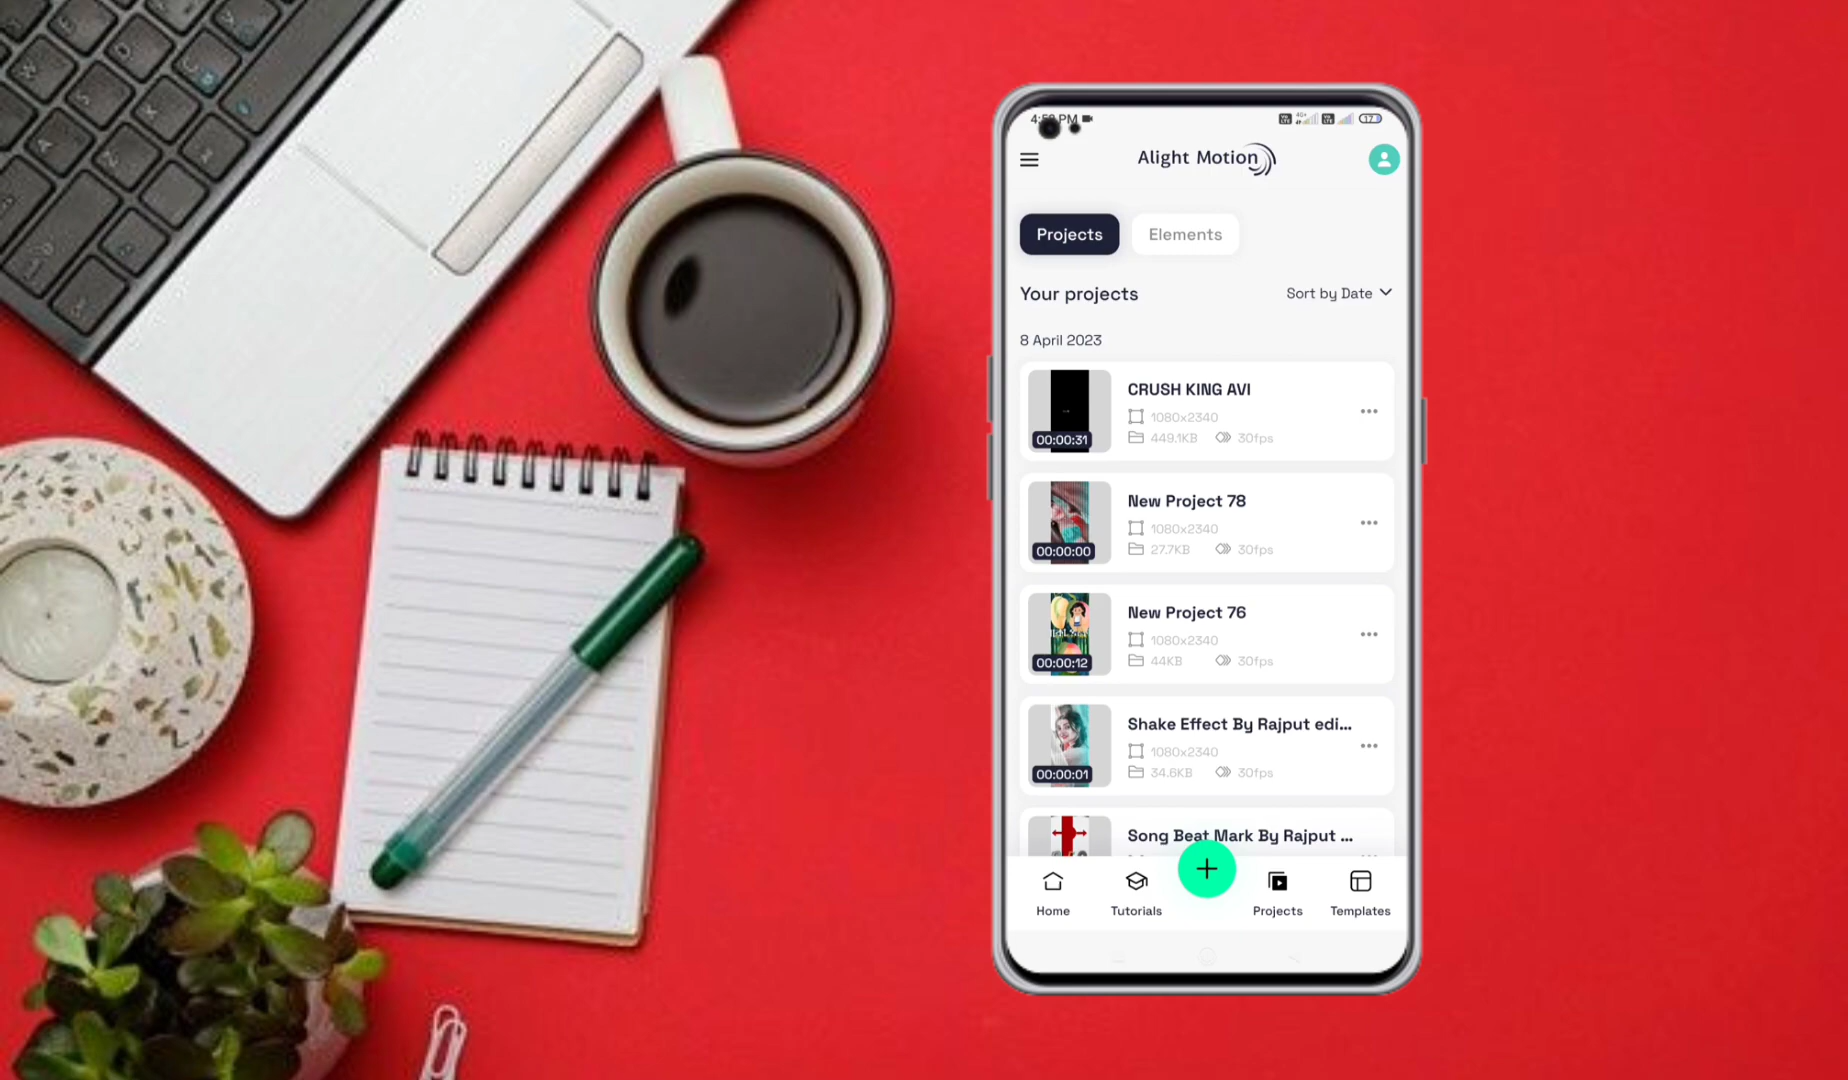 PM
17
Alight Motion
Projects
Elements
Your projects
Sort by Date
8 April 2023
CRUSH KING AVI
1080x2340
449.1KB
30fps
00:00:31
New Project 78
1080x2340
27.7KB
30fps
00:00:00
New Project 76
1080x2340
44KB
30fps
00:00:12
Shake Effect By Rajput edi...
1080x2340
34.6KB
30fps
00:00:01
Song Beat Mark By Rajput ...
Home
Tutorials
Projects
Templates